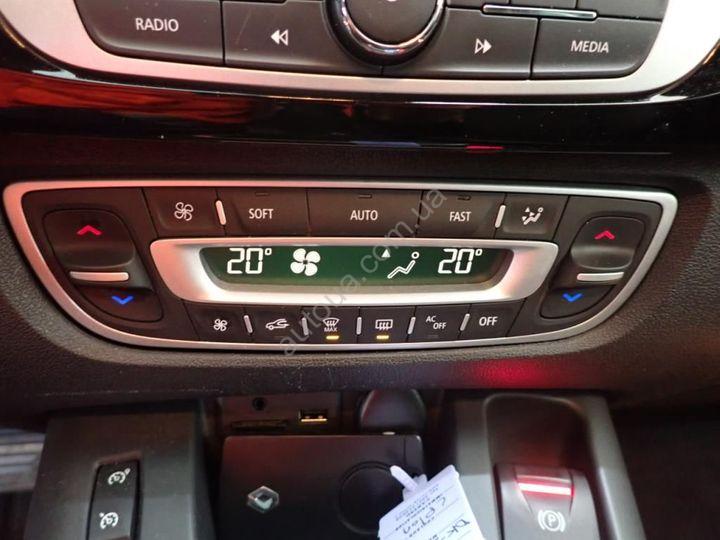 RADIO
MEDIA
SOFT
AUTO
FAST
20°
20°
MAX
AC
OFF
OFF
autoua.com.ua
P